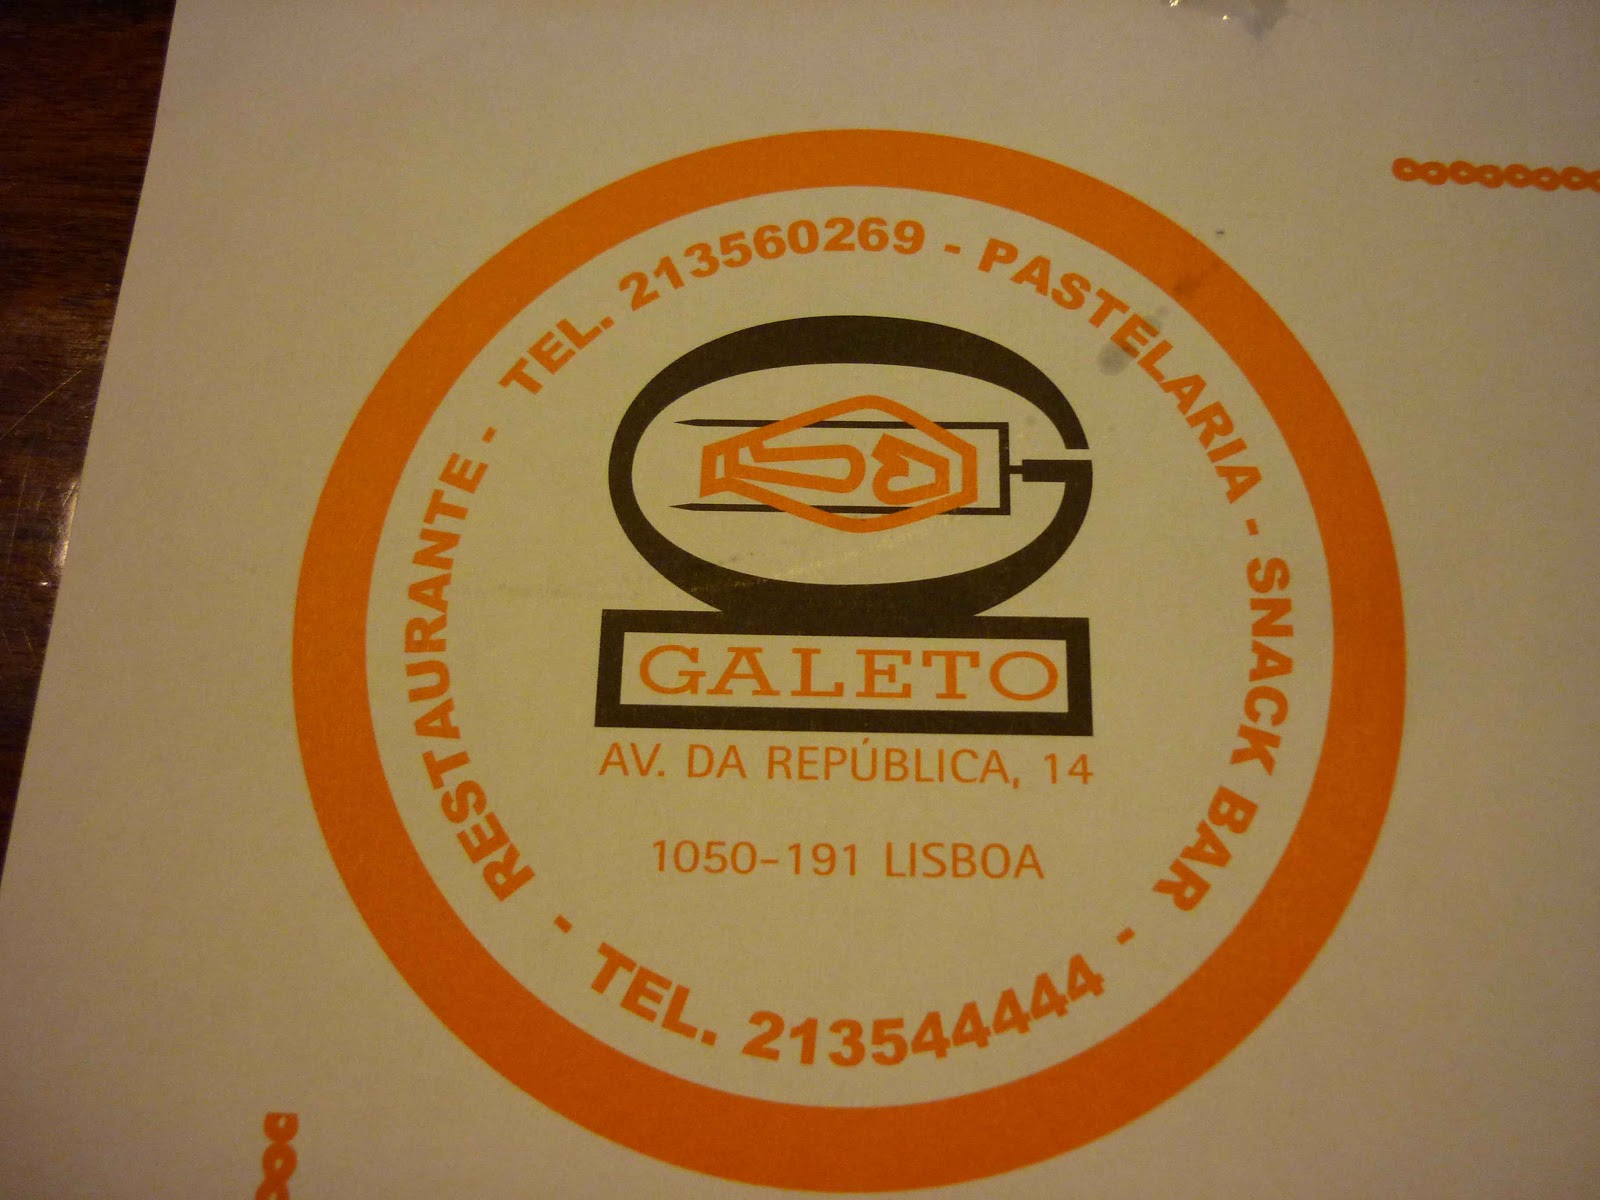 RESTAURANTE - TEL. 213560269 - PASTELARIA - SNACK BAR -
GALETO
AV. DA REPÚBLICA, 14
1050-191 LISBOA
TEL. 213544444 -